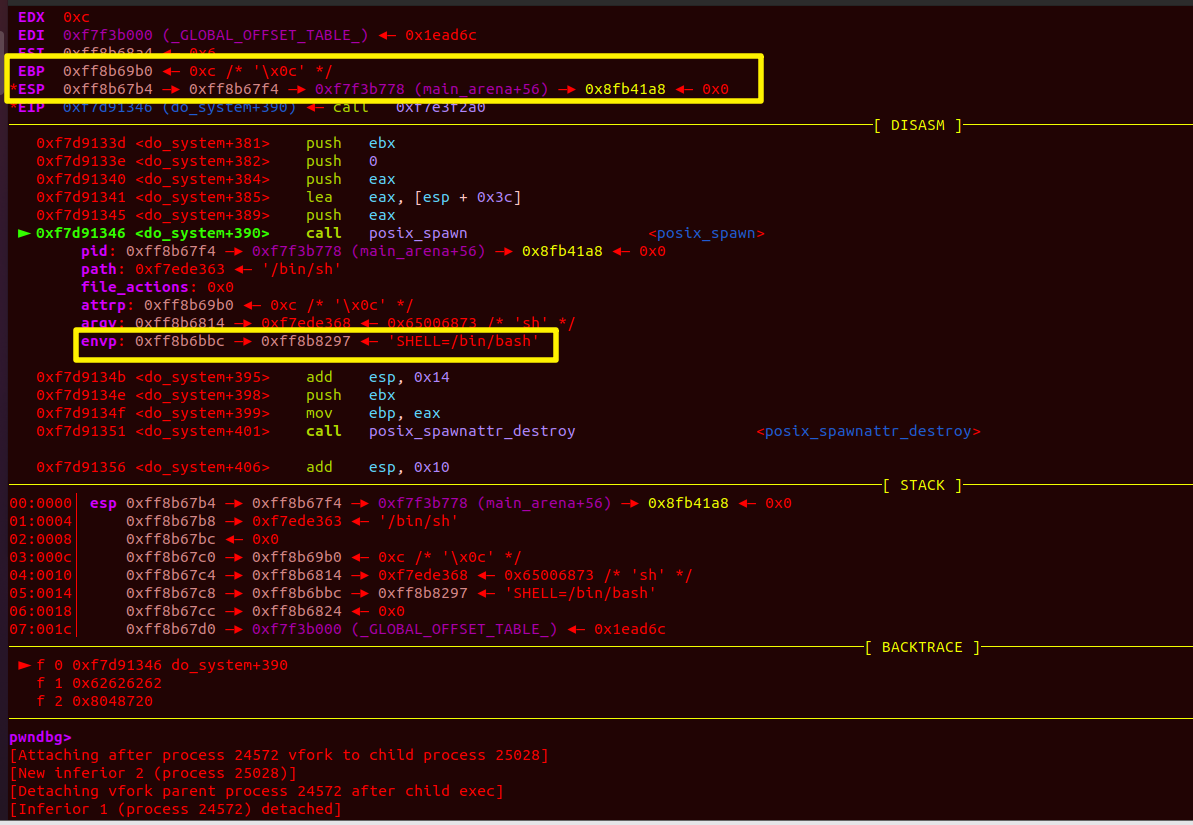 EDX  0xc
EDI  0xf7f3b000 (_GLOBAL_OFFSET_TABLE_) ◂— 0x1ead6c
ESI  0xff8b68a4 ◂— 0x6
EBP  0xff8b69b0 ◂— 0xc /* '\x0c' */
*ESP  0xff8b67b4 —▸ 0xff8b67f4 —▸ 0xf7f3b778 (main_arena+56) —▸ 0x8fb41a8 ◂— 0x0
*EIP  0xf7d91346 (do_system+390) ◂— call   0xf7e3f2a0
[ DISASM ]
0xf7d9133d <do_system+381>    push   ebx
0xf7d9133e <do_system+382>    push   0
0xf7d91340 <do_system+384>    push   eax
0xf7d91341 <do_system+385>    lea    eax, [esp + 0x3c]
0xf7d91345 <do_system+389>    push   eax
► 0xf7d91346 <do_system+390>    call   posix_spawn                    <posix_spawn>
pid: 0xff8b67f4 —▸ 0xf7f3b778 (main_arena+56) —▸ 0x8fb41a8 ◂— 0x0
path: 0xf7ede363 ◂— '/bin/sh'
file_actions: 0x0
attrp: 0xff8b69b0 ◂— 0xc /* '\x0c' */
argv: 0xff8b6814 —▸ 0xf7ede368 ◂— 0x65006873 /* 'sh' */
envp: 0xff8b6bbc —▸ 0xff8b8297 ◂— 'SHELL=/bin/bash'
0xf7d9134b <do_system+395>    add    esp, 0x14
0xf7d9134e <do_system+398>    push   ebx
0xf7d9134f <do_system+399>    mov    ebp, eax
0xf7d91351 <do_system+401>    call   posix_spawnattr_destroy                    <posix_spawnattr_destroy>
0xf7d91356 <do_system+406>    add    esp, 0x10
[ STACK ]
00:0000│ esp 0xff8b67b4 —▸ 0xff8b67f4 —▸ 0xf7f3b778 (main_arena+56) —▸ 0x8fb41a8 ◂— 0x0
01:0004│     0xff8b67b8 —▸ 0xf7ede363 ◂— '/bin/sh'
02:0008│     0xff8b67bc ◂— 0x0
03:000c│     0xff8b67c0 —▸ 0xff8b69b0 ◂— 0xc /* '\x0c' */
04:0010│     0xff8b67c4 —▸ 0xff8b6814 —▸ 0xf7ede368 ◂— 0x65006873 /* 'sh' */
05:0014│     0xff8b67c8 —▸ 0xff8b6bbc —▸ 0xff8b8297 ◂— 'SHELL=/bin/bash'
06:0018│     0xff8b67cc —▸ 0xff8b6824 ◂— 0x0
07:001c│     0xff8b67d0 —▸ 0xf7f3b000 (_GLOBAL_OFFSET_TABLE_) ◂— 0x1ead6c
[ BACKTRACE ]
► f 0 0xf7d91346 do_system+390
f 1 0x62626262
f 2 0x8048720
pwndbg>
[Attaching after process 24572 vfork to child process 25028]
[New inferior 2 (process 25028)]
[Detaching vfork parent process 24572 after child exec]
[Inferior 1 (process 24572) detached]